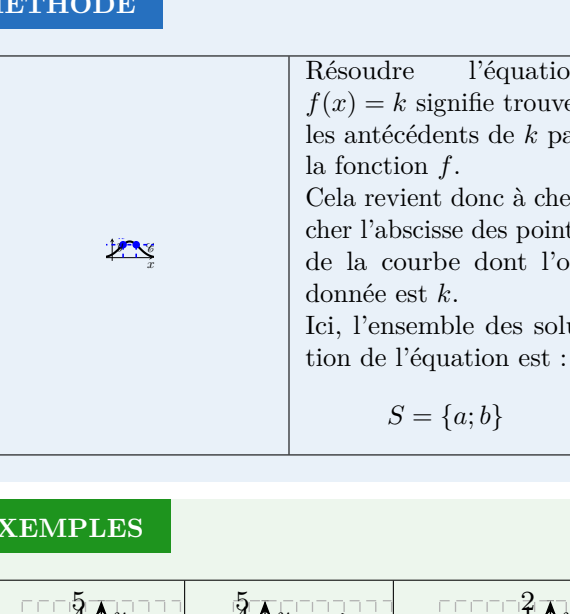 MÉTHODE
Résoudre l'équatio
f(x) = k signifie trouve
les antécédents de k pa
la fonction f.
Cela revient donc à che
cher l'abscisse des point
de la courbe dont l'o
donnée est k.
Ici, l'ensemble des solu
tion de l'équation est :
S = {a; b}
x
XEMPLES
5 5 2